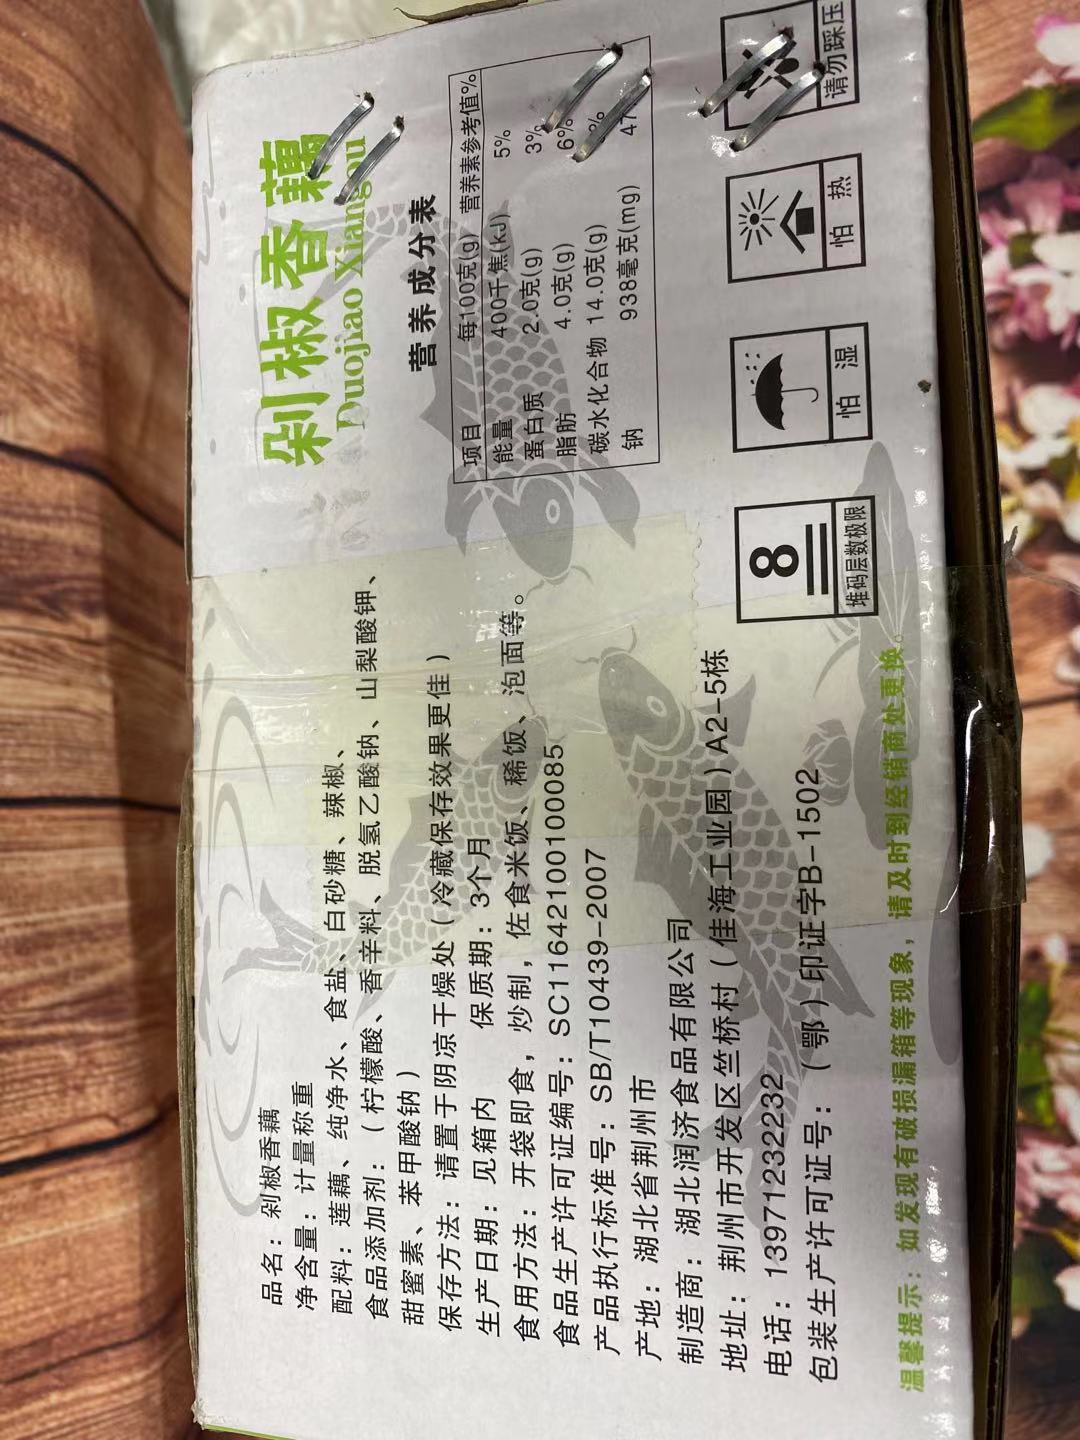 剁椒香藕
Duojiao Xiangou
品名：剁椒香藕
净含量：计量称重
配料：莲藕、纯净水、食盐、白砂糖、辣椒、
食品添加剂：（柠檬酸、香辛料、脱氢乙酸钠、山梨酸钾、
甜蜜素、苯甲酸钠）
保存方法：请置于阴凉干燥处（冷藏保存效果更佳）
生产日期：见箱内 保质期：3个月
食用方法：开袋即食，炒制，佐食米饭、稀饭、泡面等。
食品生产许可证编号：SC11642100100085
产品执行标准号：SB/T10439-2007
产地：湖北省荆州市
制造商：湖北润济食品有限公司
地址：荆州市开发区竺桥村（佳海工业园）A2-5栋
电话：13971232232
包装生产许可证号：（鄂）印证字B-1502
温馨提示：如发现有破损漏箱等现象，请及时到经销商处更换。
营养成分表
项目 每100克(g) 营养素参考值%
能量 400千焦(kJ) 5%
蛋白质 2.0克(g) 3%
脂肪 4.0克(g) 6%
碳水化合物 14.0克(g)
钠 938毫克(mg) 47
8
堆码层数极限
怕湿
怕热
请勿踩压